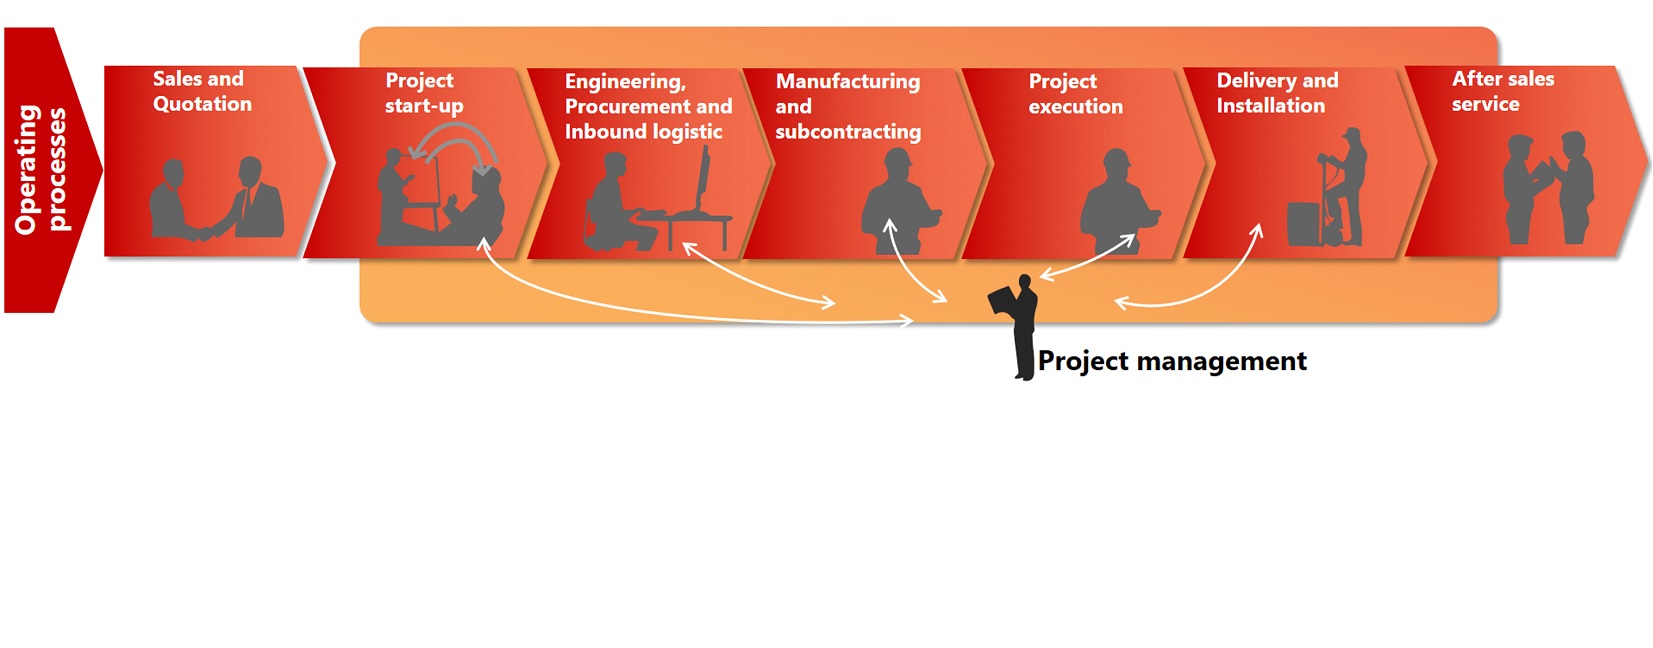 Operating
processes
Sales and
Quotation
Project
start-up
Engineering,
Procurement and
Inbound logistic
Manufacturing
and
subcontracting
Project
execution
Delivery and
Installation
After sales
service
Project management